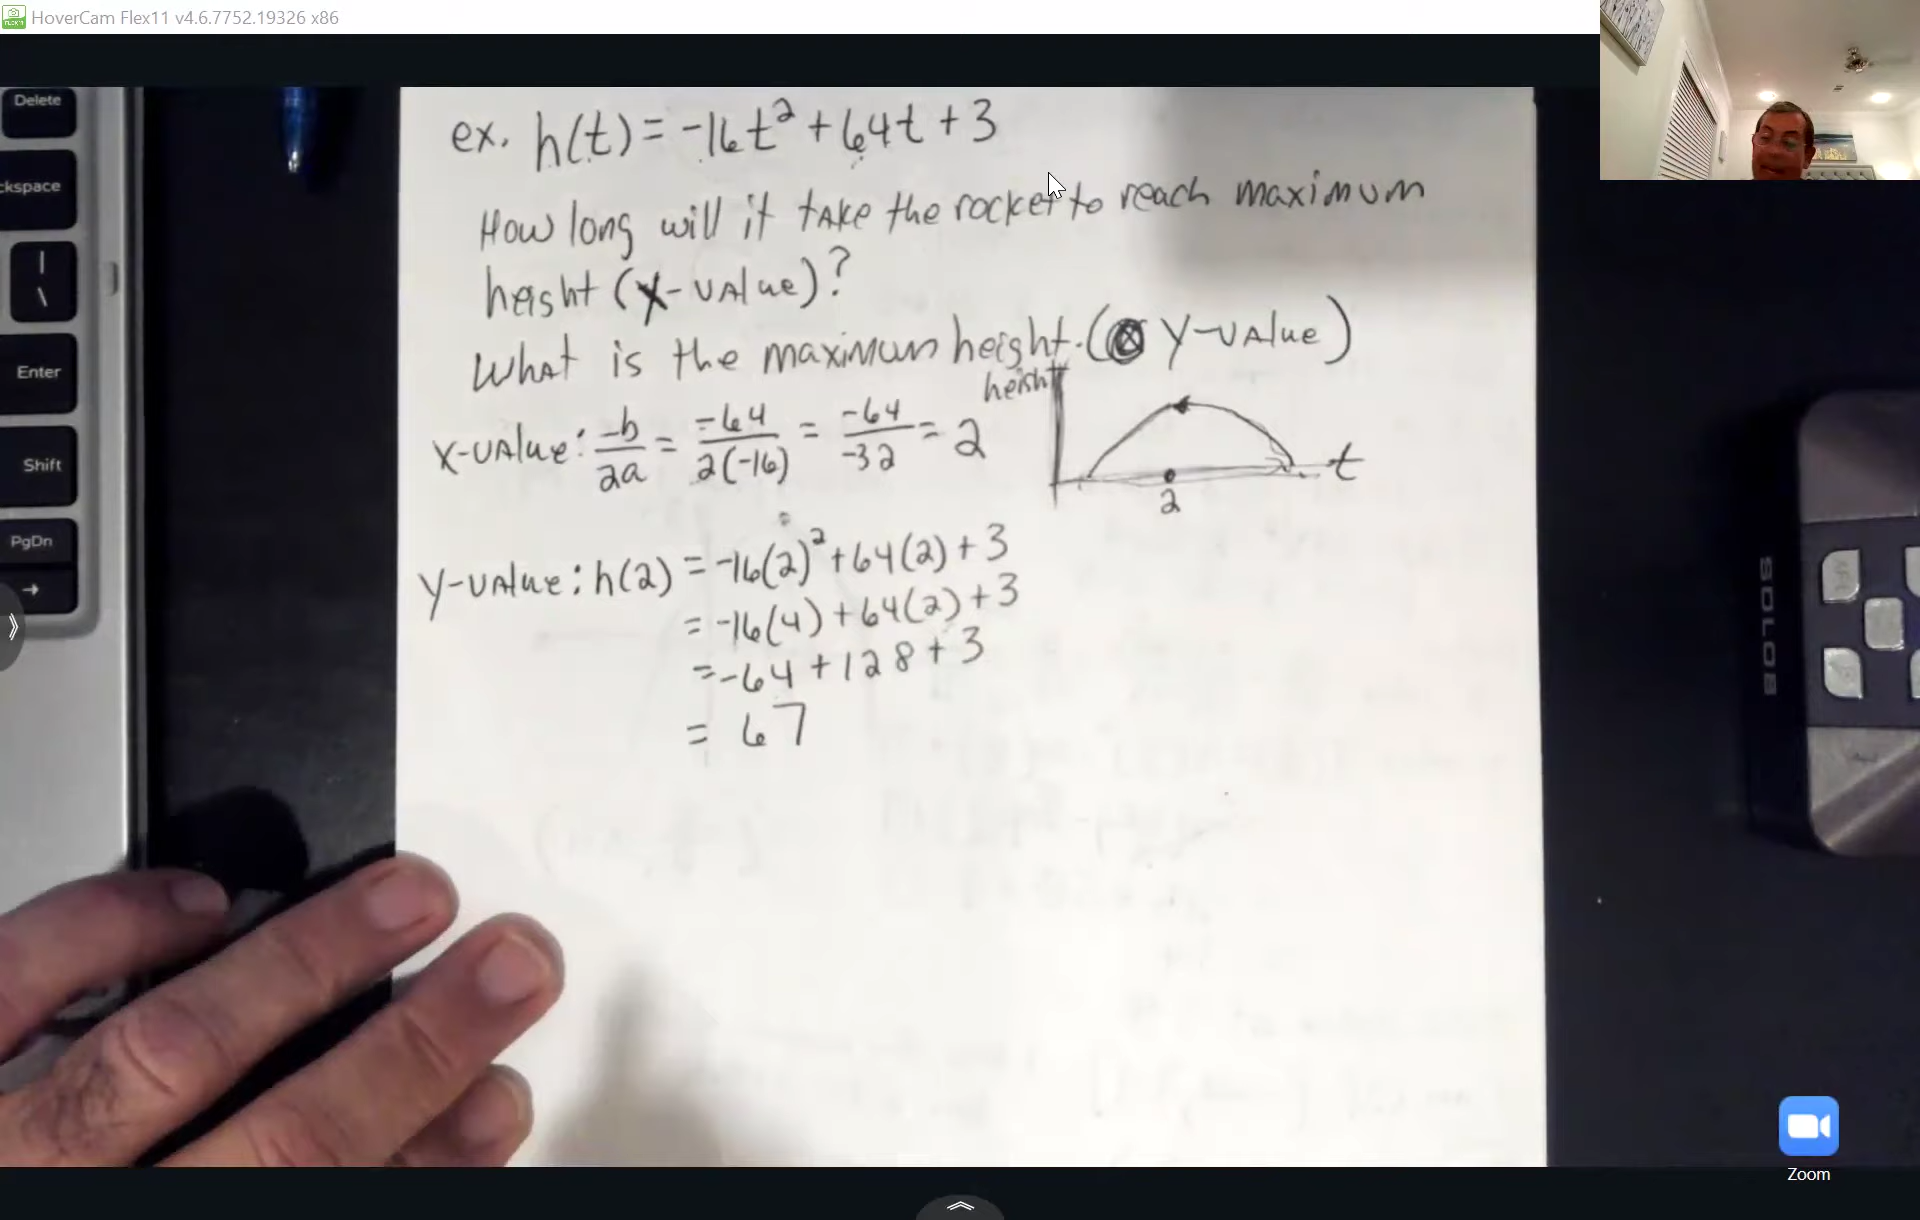 HoverCam Flex11 v4.6.7752.19326 x86
Delete
ckspace
| \
Enter
Shift
PgDn
→
ex. h(t) = -16t² + 64t + 3
How long will it take the rocket to reach maximum
height (x-value)?
What is the maximum height. (Y-value)
height
x-value: -b/2a = -64/2(-16) = -64/-32 = 2
t
2
y-value: h(2) = -16(2)² + 64(2) + 3
= -16(4) + 64(2) + 3
= -64 + 128 + 3
= 67
SOLO8
Zoom